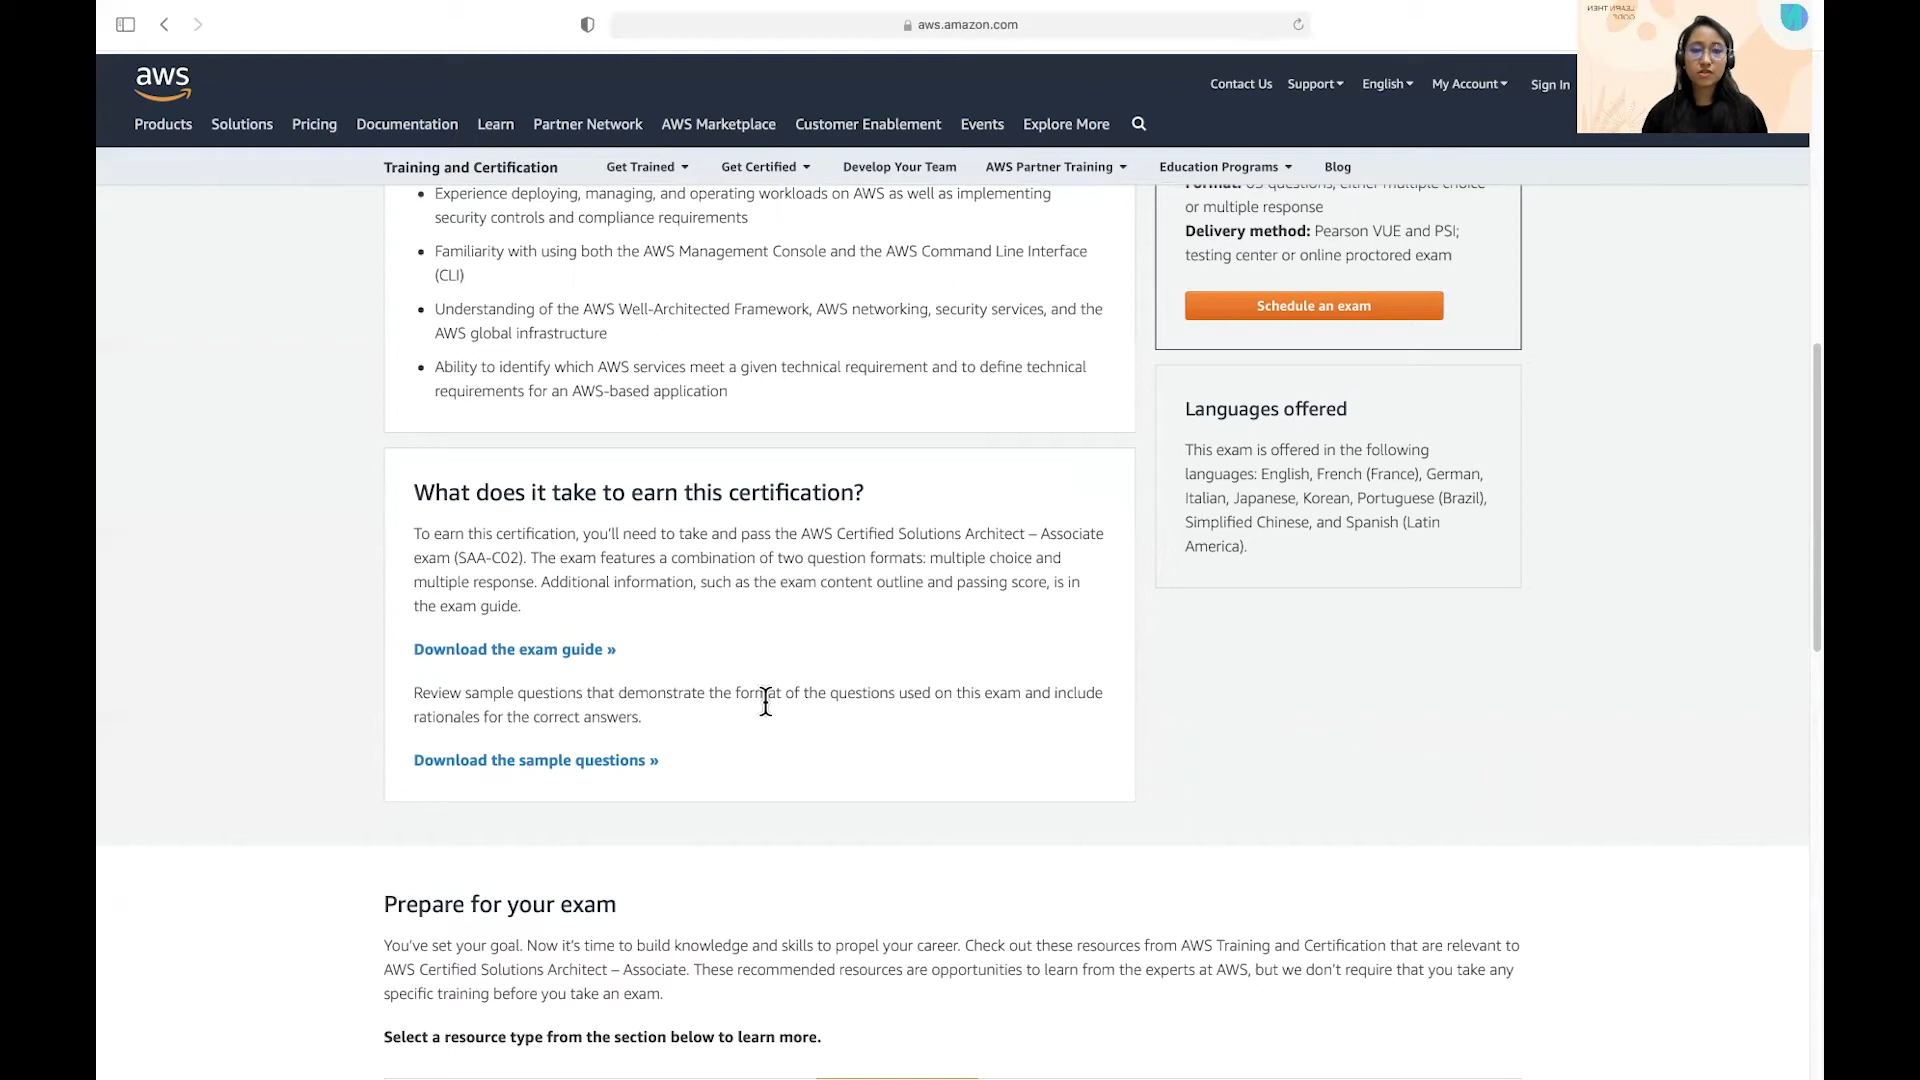 aws.amazon.com
LEARN THEN
CODE
aws
Contact Us Support English My Account Sign In
Products Solutions Pricing Documentation Learn Partner Network AWS Marketplace Customer Enablement Events Explore More
Training and Certification Get Trained Get Certified Develop Your Team AWS Partner Training Education Programs Blog
Experience deploying, managing, and operating workloads on AWS as well as implementing
security controls and compliance requirements
Familiarity with using both the AWS Management Console and the AWS Command Line Interface
(CLI)
Understanding of the AWS Well-Architected Framework, AWS networking, security services, and the
AWS global infrastructure
Ability to identify which AWS services meet a given technical requirement and to define technical
requirements for an AWS-based application
Format: 65 questions, either multiple choice
or multiple response
Delivery method: Pearson VUE and PSI;
testing center or online proctored exam
Schedule an exam
Languages offered
This exam is offered in the following
languages: English, French (France), German,
Italian, Japanese, Korean, Portuguese (Brazil),
Simplified Chinese, and Spanish (Latin
America).
What does it take to earn this certification?
To earn this certification, you’ll need to take and pass the AWS Certified Solutions Architect – Associate
exam (SAA-C02). The exam features a combination of two question formats: multiple choice and
multiple response. Additional information, such as the exam content outline and passing score, is in
the exam guide.
Download the exam guide »
Review sample questions that demonstrate the format of the questions used on this exam and include
rationales for the correct answers.
Download the sample questions »
Prepare for your exam
You’ve set your goal. Now it’s time to build knowledge and skills to propel your career. Check out these resources from AWS Training and Certification that are relevant to
AWS Certified Solutions Architect – Associate. These recommended resources are opportunities to learn from the experts at AWS, but we don’t require that you take any
specific training before you take an exam.
Select a resource type from the section below to learn more.